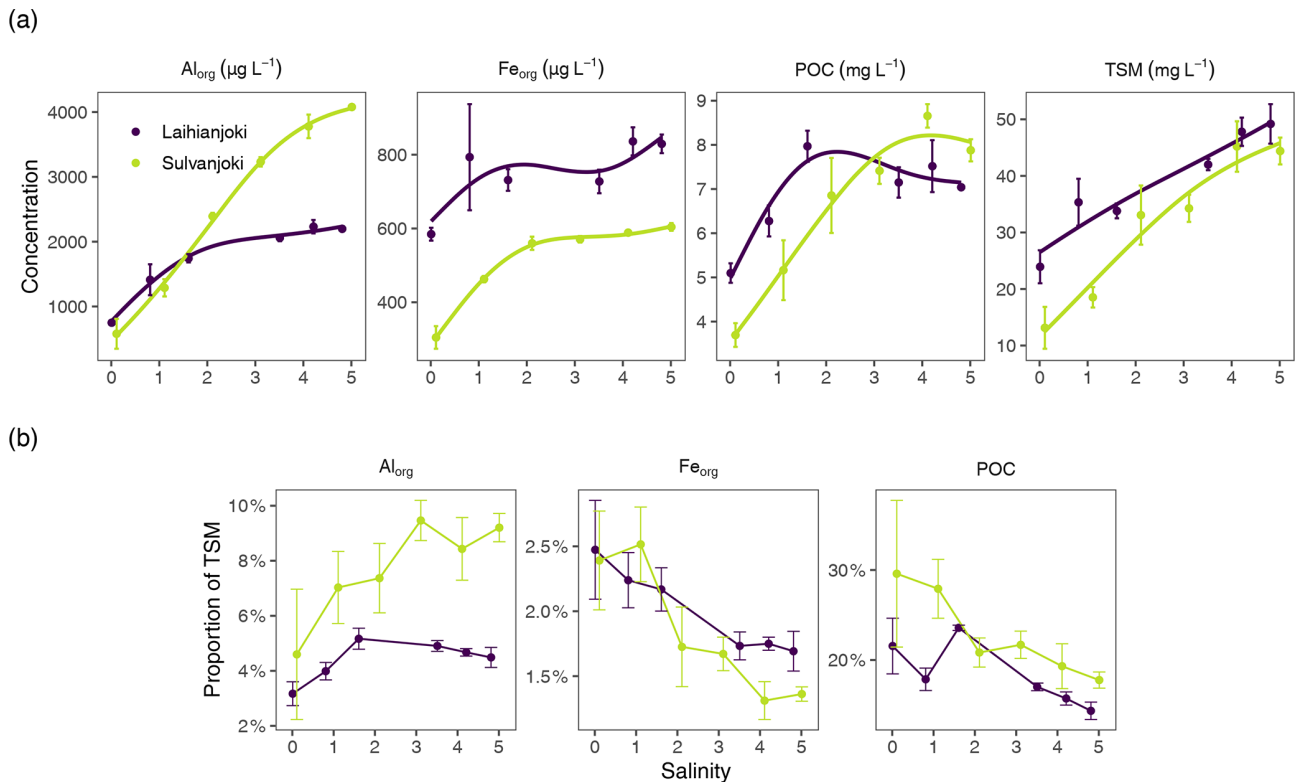 (a)
Al_org (µg L⁻¹) Fe_org (µg L⁻¹) POC (mg L⁻¹) TSM (mg L⁻¹)
Concentration
4000
3000
2000
1000
Laihianjoki
Sulvanjoki
0 1 2 3 4 5
800
600
400
0 1 2 3 4 5
9
8
7
6
5
4
0 1 2 3 4 5
50
40
30
20
10
0 1 2 3 4 5
(b)
Al_org Fe_org POC
Proportion of TSM
10%
8%
6%
4%
2%
0 1 2 3 4 5
2.5%
2.0%
1.5%
0 1 2 3 4 5
30%
20%
0 1 2 3 4 5
Salinity